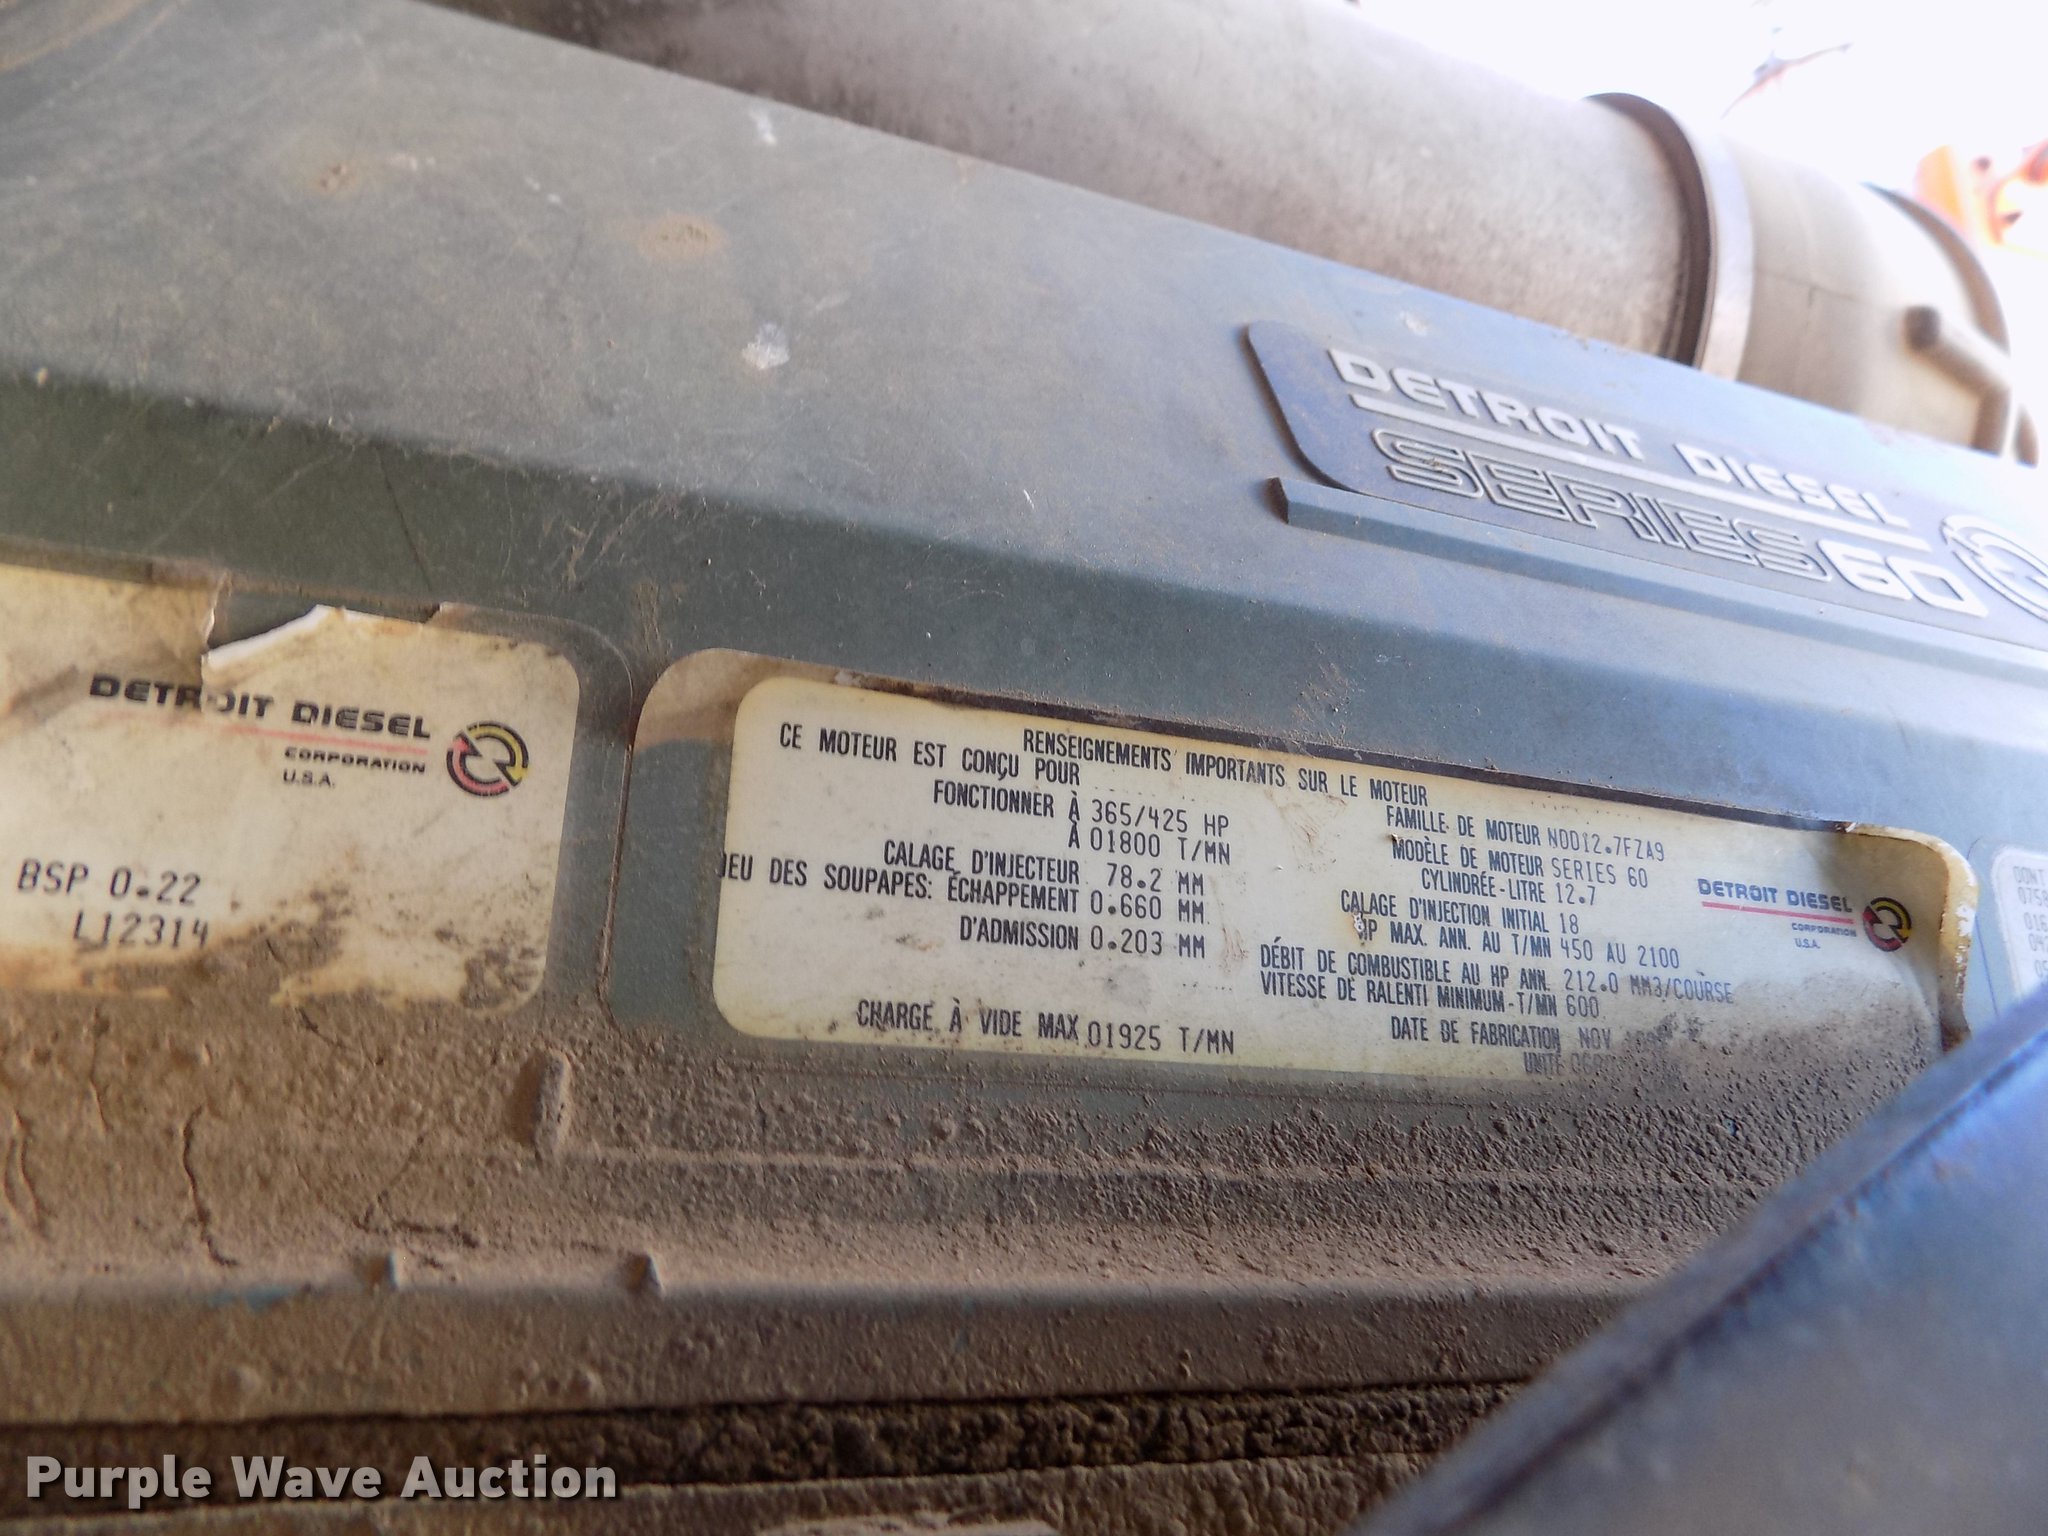 DETROIT DIESEL
SERIES 60
DETROIT DIESEL
CORPORATION
U.S.A.
BSP 0.22
L12314
RENSEIGNEMENTS IMPORTANTS SUR LE MOTEUR
CE MOTEUR EST CONÇU POUR
FONCTIONNER À 365/425 HP
À 01800 T/MN
CALAGE D'INJECTEUR 78.2 MM
JEU DES SOUPAPES: ÉCHAPPEMENT 0.660 MM
D'ADMISSION 0.203 MM
CHARGE À VIDE MAX 01925 T/MN
FAMILLE DE MOTEUR NDD12.7FZA9
MODÈLE DE MOTEUR SERIES 60
CYLINDRÉE-LITRE 12.7
CALAGE D'INJECTION INITIAL 18
HP MAX. ANN. AU T/MN 450 AU 2100
DÉBIT DE COMBUSTIBLE AU HP ANN. 212.0 MM3/COURSE
VITESSE DE RALENTI MINIMUM-T/MN 600
DATE DE FABRICATION NOV
UNITÉ
DETROIT DIESEL
CORPORATION
U.S.A.
DONT
Purple Wave Auction